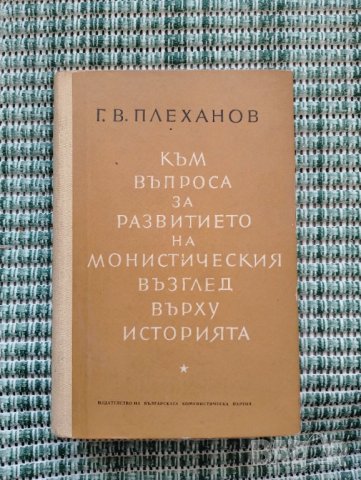 Г. В. ПЛЕХАНОВ
КЪМ
ВЪПРОСА
ЗА
РАЗВИТИЕТО
НА
МОНИСТИЧЕСКИЯ
ВЪЗГЛЕД
ВЪРХУ
ИСТОРИЯТА
ИЗДАТЕЛСТВО НА БЪЛГАРСКАТА КОМУНИСТИЧЕСКА ПАРТИЯ